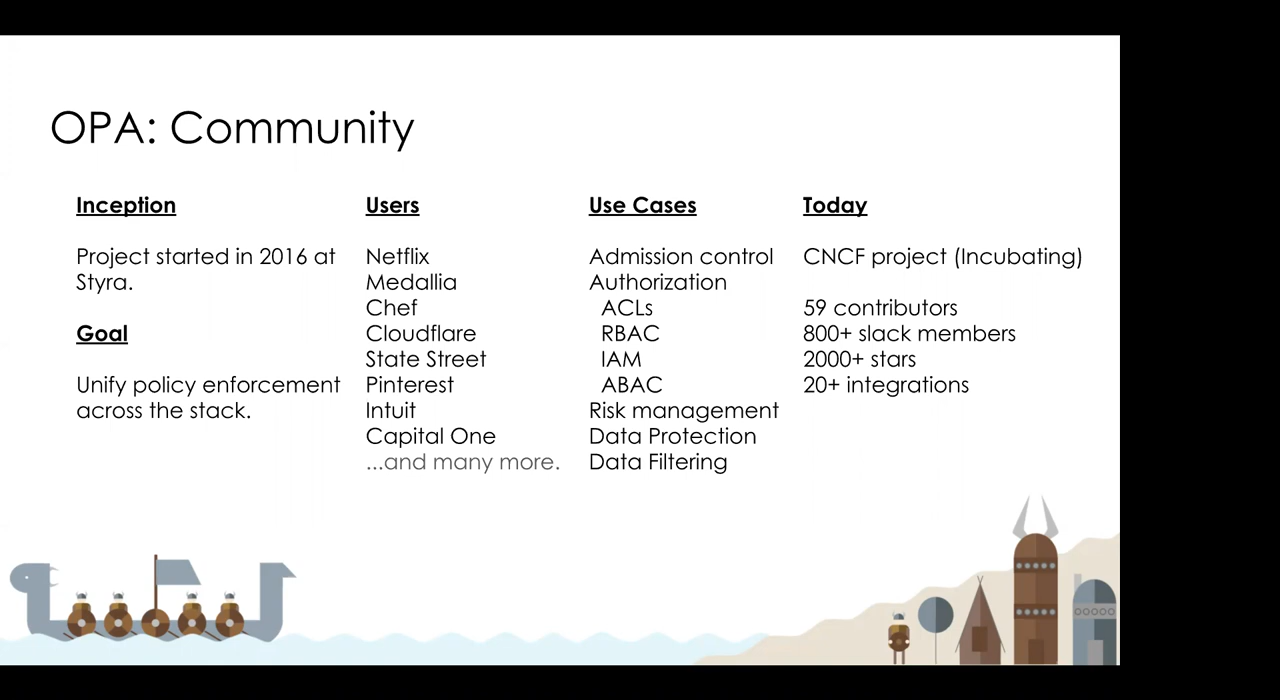 OPA: Community
Inception
Project started in 2016 at
Styra.
Goal
Unify policy enforcement
across the stack.
Users
Netflix
Medallia
Chef
Cloudflare
State Street
Pinterest
Intuit
Capital One
...and many more.
Use Cases
Admission control
Authorization
ACLs
RBAC
IAM
ABAC
Risk management
Data Protection
Data Filtering
Today
CNCF project (Incubating)
59 contributors
800+ slack members
2000+ stars
20+ integrations